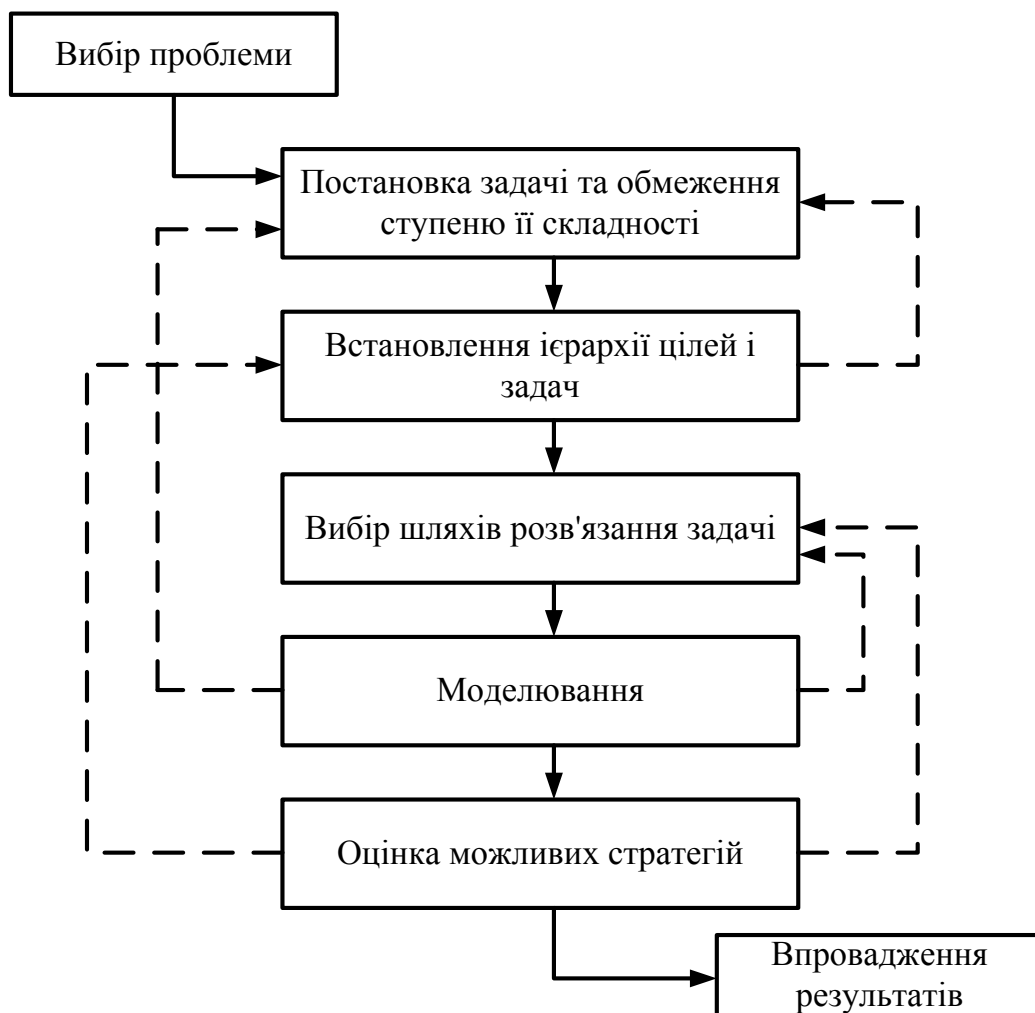 Вибір проблеми
Постановка задачі та обмеження
ступеню її складності
Встановлення ієрархії цілей і
задач
Вибір шляхів розв'язання задачі
Моделювання
Оцінка можливих стратегій
Впровадження
результатів